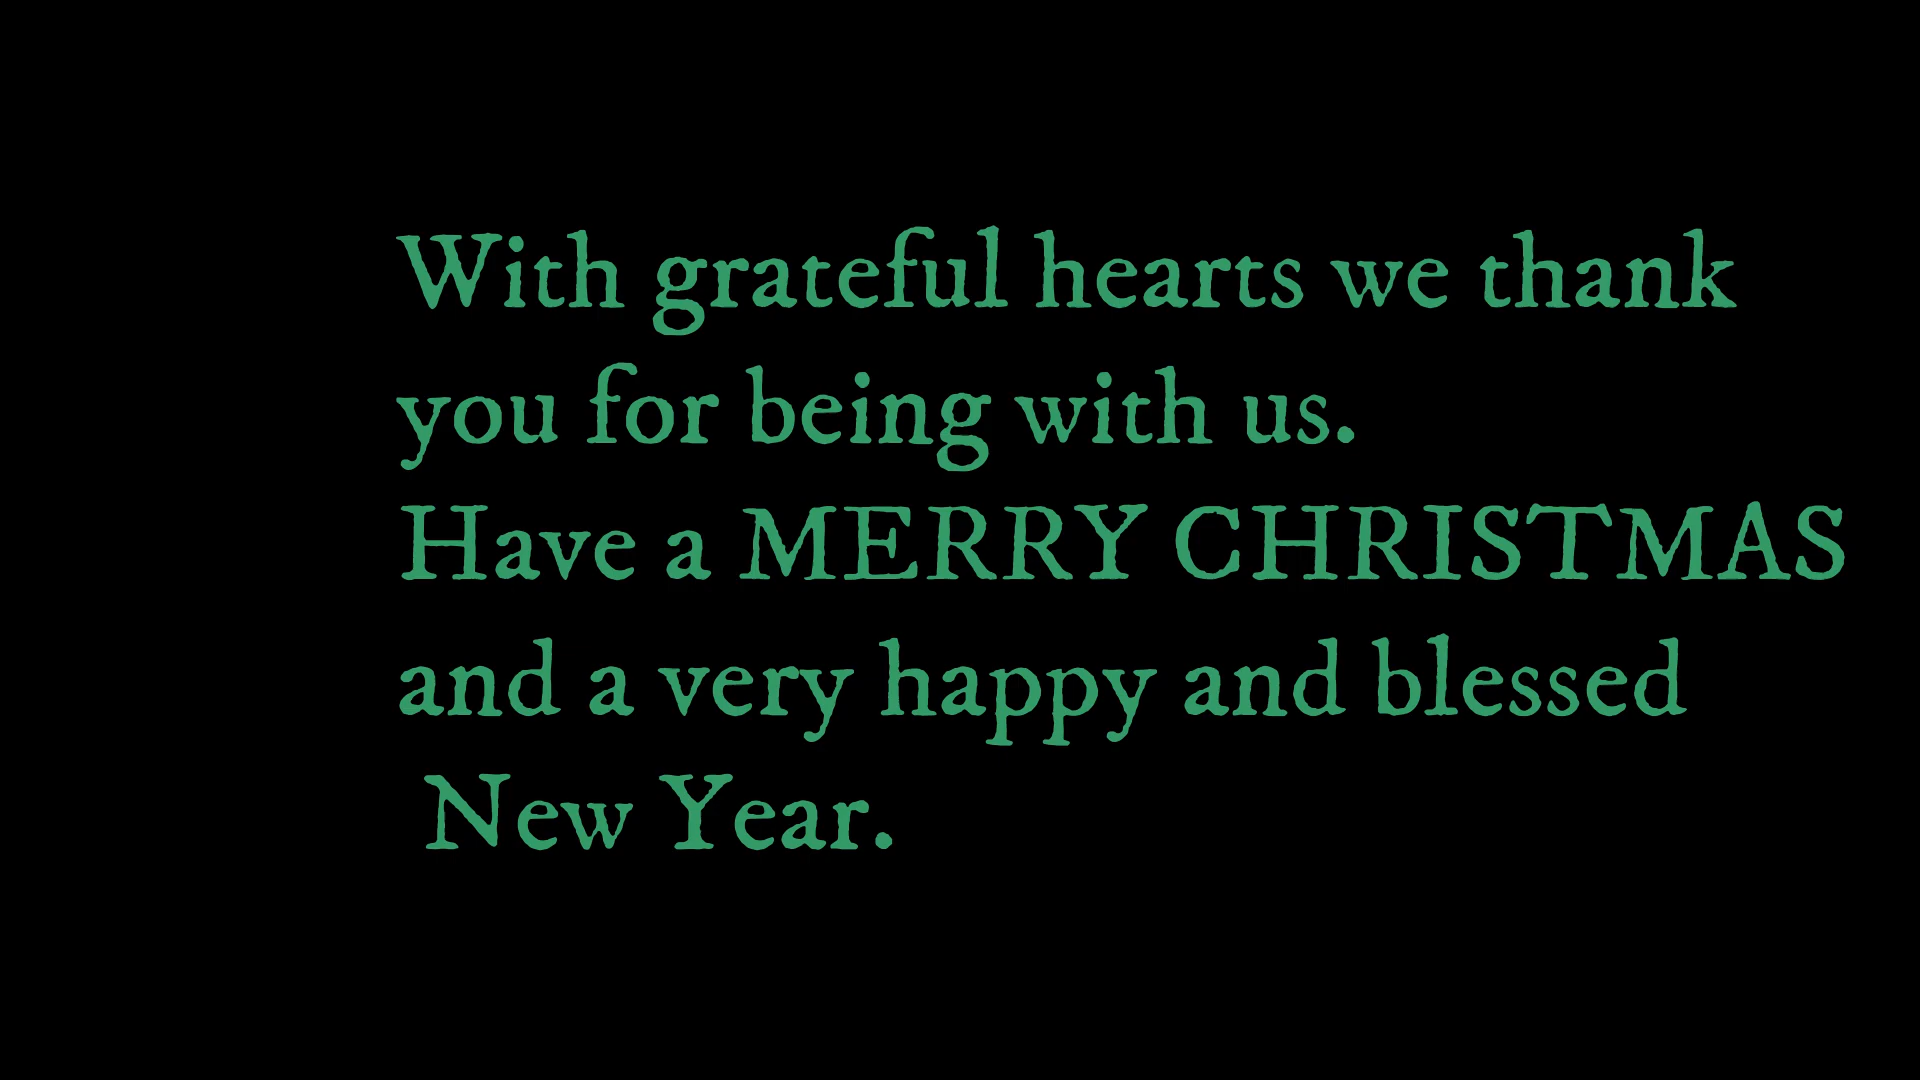 With grateful hearts we thank
you for being with us.
Have a MERRY CHRISTMAS
and a very happy and blessed
New Year.